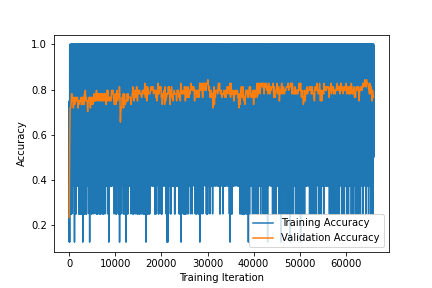 1.0
0.8
0.6
0.4
0.2
Accuracy
Training Accuracy
Validation Accuracy
0 10000 20000 30000 40000 50000 60000
Training Iteration